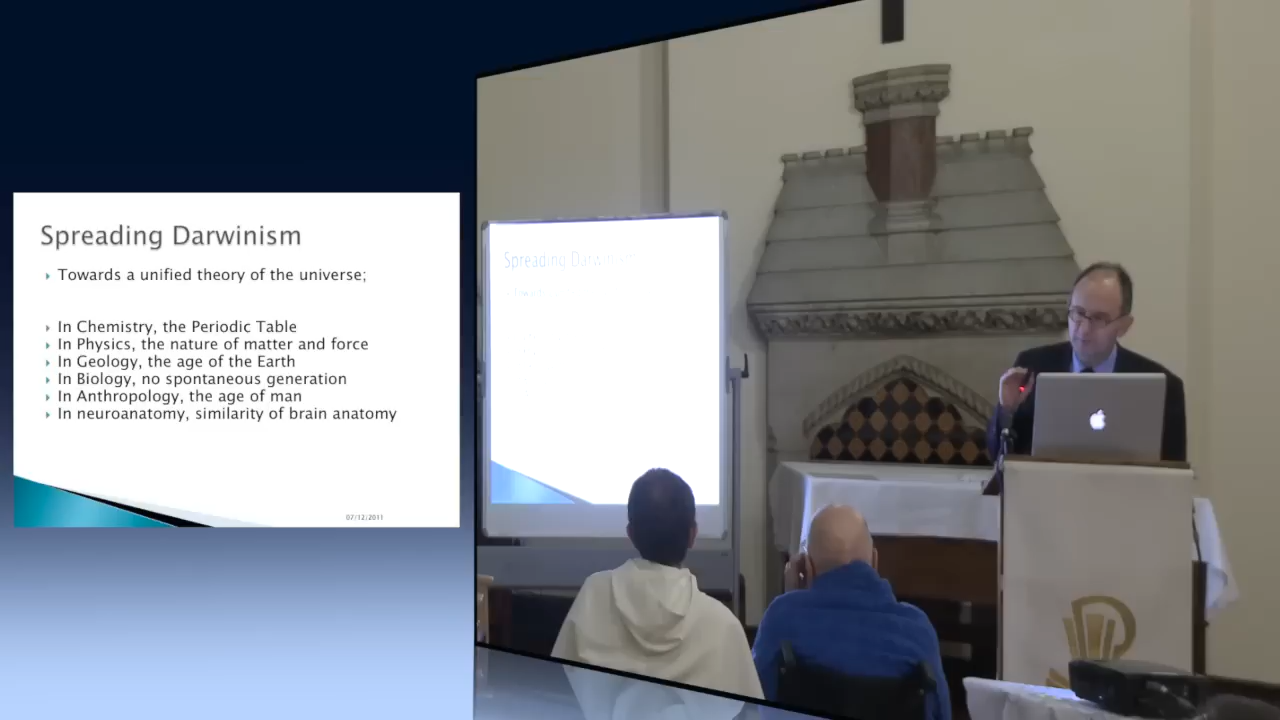 Spreading Darwinism
Towards a unified theory of the universe;
In Chemistry, the Periodic Table
In Physics, the nature of matter and force
In Geology, the age of the Earth
In Biology, no spontaneous generation
In Anthropology, the age of man
In neuroanatomy, similarity of brain anatomy
07/12/2011
Spreading Darwinism